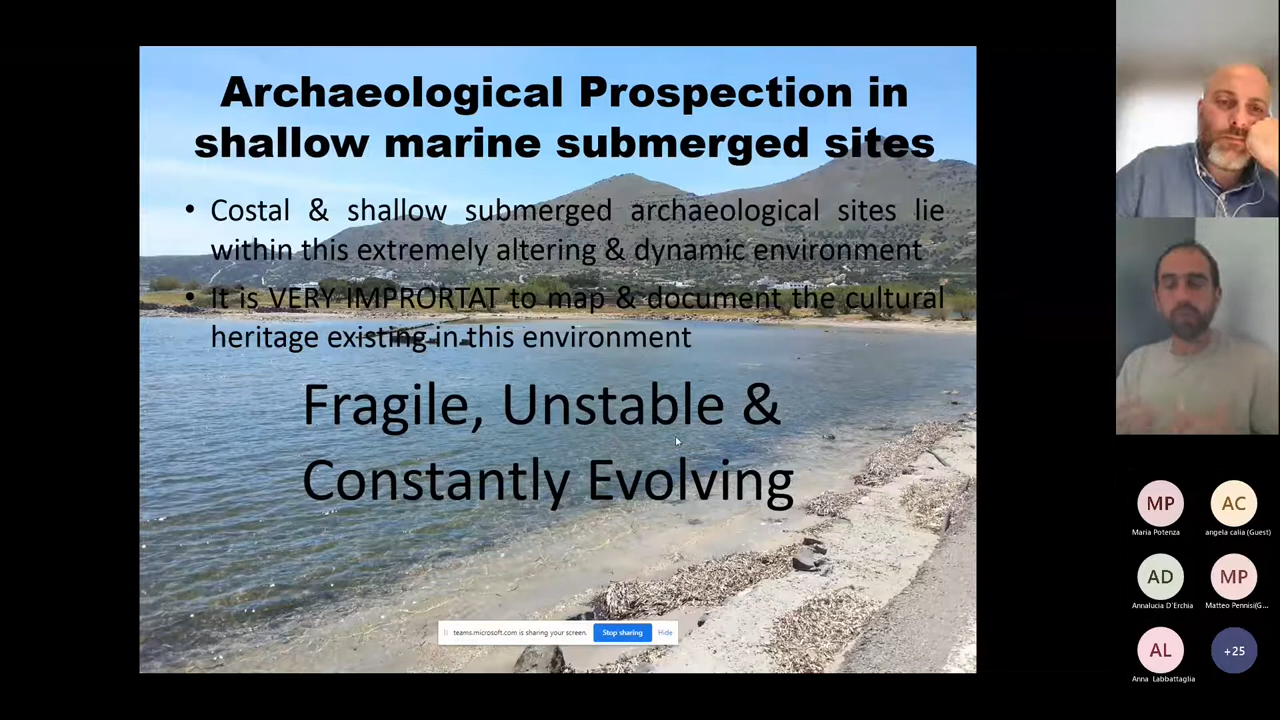 Archaeological Prospection in
shallow marine submerged sites
• Costal & shallow submerged archaeological sites lie
within this extremely altering & dynamic environment
• It is VERY IMPRORTAT to map & document the cultural
heritage existing in this environment
Fragile, Unstable &
Constantly Evolving
teams.microsoft.com is sharing your screen.
Stop sharing
Hide
MP
AC
Maria Potenza
angela calia (Guest)
AD
MP
Annalucia D'Erchia
Matteo Pennisi(G...
AL
+25
Anna Labbattaglia